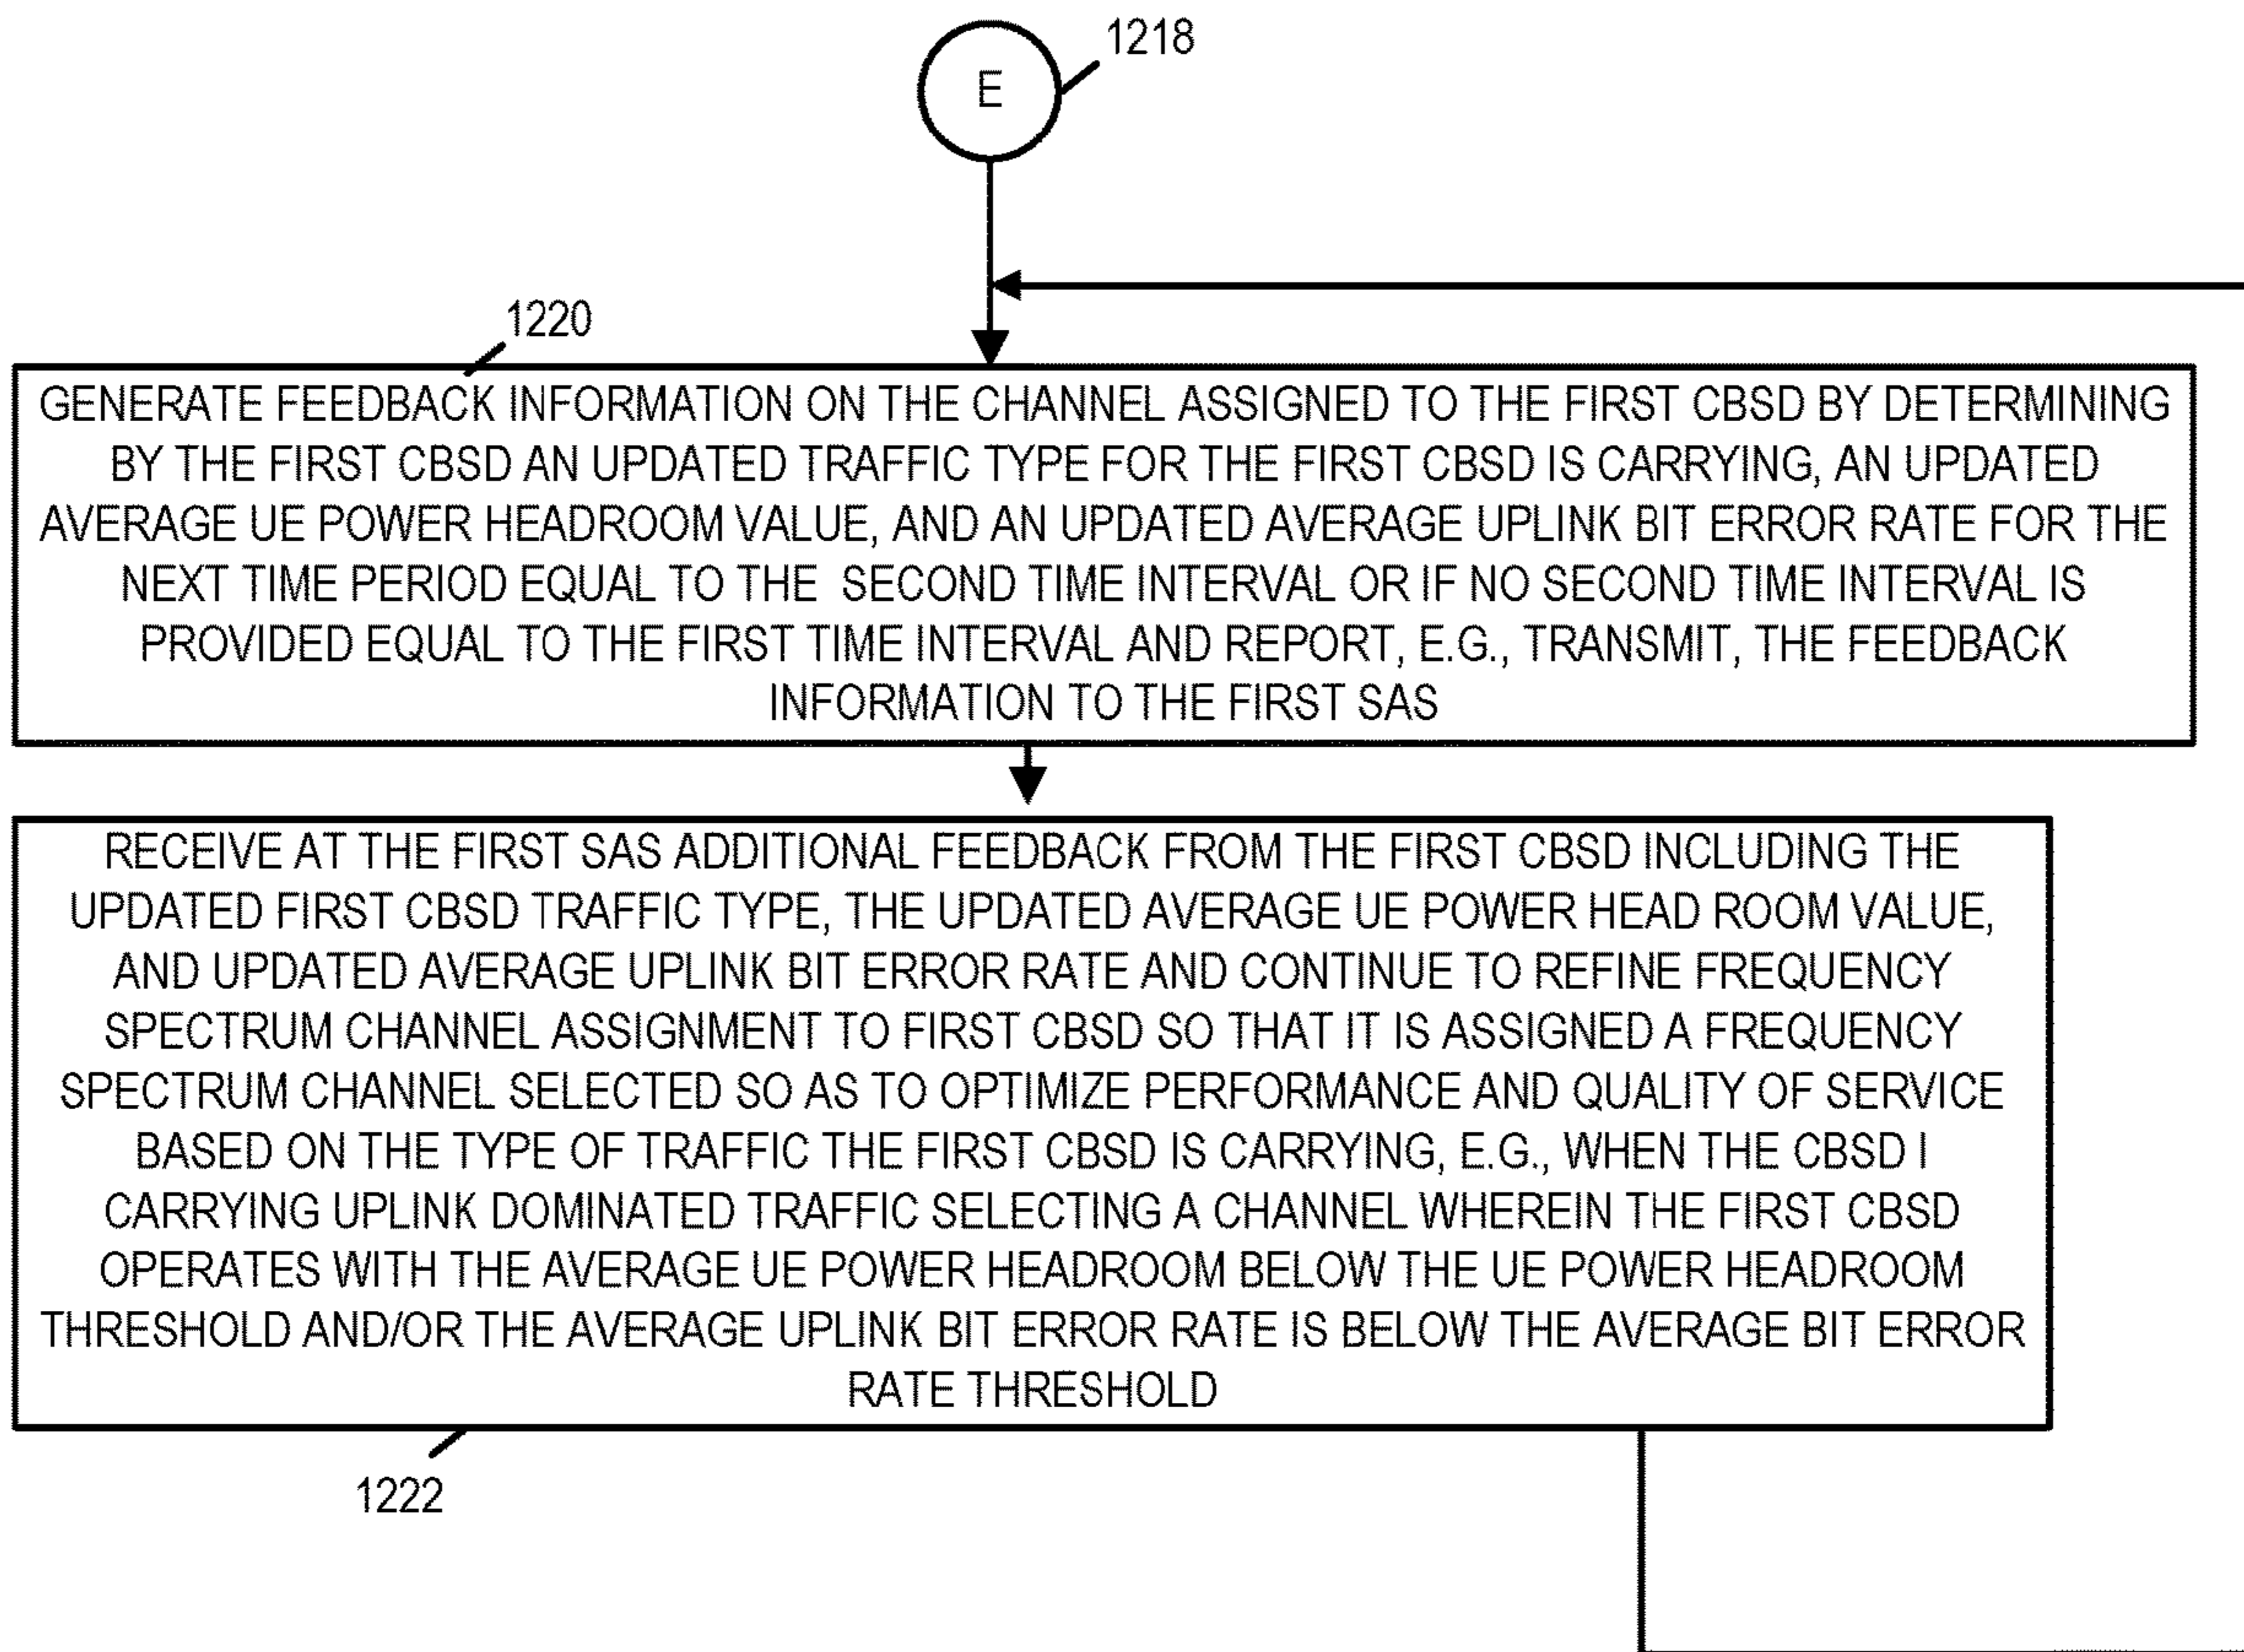 1218
E
1220
GENERATE FEEDBACK INFORMATION ON THE CHANNEL ASSIGNED TO THE FIRST CBSD BY DETERMINING
BY THE FIRST CBSD AN UPDATED TRAFFIC TYPE FOR THE FIRST CBSD IS CARRYING, AN UPDATED
AVERAGE UE POWER HEADROOM VALUE, AND AN UPDATED AVERAGE UPLINK BIT ERROR RATE FOR THE
NEXT TIME PERIOD EQUAL TO THE SECOND TIME INTERVAL OR IF NO SECOND TIME INTERVAL IS
PROVIDED EQUAL TO THE FIRST TIME INTERVAL AND REPORT, E.G., TRANSMIT, THE FEEDBACK
INFORMATION TO THE FIRST SAS
RECEIVE AT THE FIRST SAS ADDITIONAL FEEDBACK FROM THE FIRST CBSD INCLUDING THE
UPDATED FIRST CBSD TRAFFIC TYPE, THE UPDATED AVERAGE UE POWER HEAD ROOM VALUE,
AND UPDATED AVERAGE UPLINK BIT ERROR RATE AND CONTINUE TO REFINE FREQUENCY
SPECTRUM CHANNEL ASSIGNMENT TO FIRST CBSD SO THAT IT IS ASSIGNED A FREQUENCY
SPECTRUM CHANNEL SELECTED SO AS TO OPTIMIZE PERFORMANCE AND QUALITY OF SERVICE
BASED ON THE TYPE OF TRAFFIC THE FIRST CBSD IS CARRYING, E.G., WHEN THE CBSD I
CARRYING UPLINK DOMINATED TRAFFIC SELECTING A CHANNEL WHEREIN THE FIRST CBSD
OPERATES WITH THE AVERAGE UE POWER HEADROOM BELOW THE UE POWER HEADROOM
THRESHOLD AND/OR THE AVERAGE UPLINK BIT ERROR RATE IS BELOW THE AVERAGE BIT ERROR
RATE THRESHOLD
1222